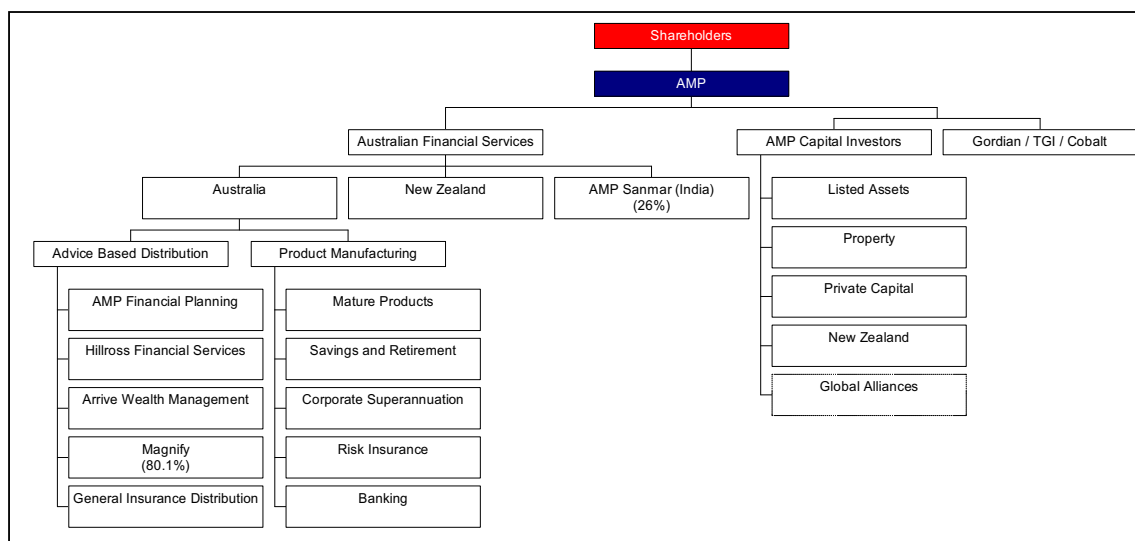 Shareholders
AMP
Australian Financial Services
AMP Capital Investors
Gordian / TGI / Cobalt
Australia
New Zealand
AMP Sanmar (India)
(26%)
Listed Assets
Advice Based Distribution
Product Manufacturing
Property
AMP Financial Planning
Mature Products
Private Capital
Hillross Financial Services
Savings and Retirement
New Zealand
Arrive Wealth Management
Corporate Superannuation
Global Alliances
Magnify
(80.1%)
Risk Insurance
General Insurance Distribution
Banking